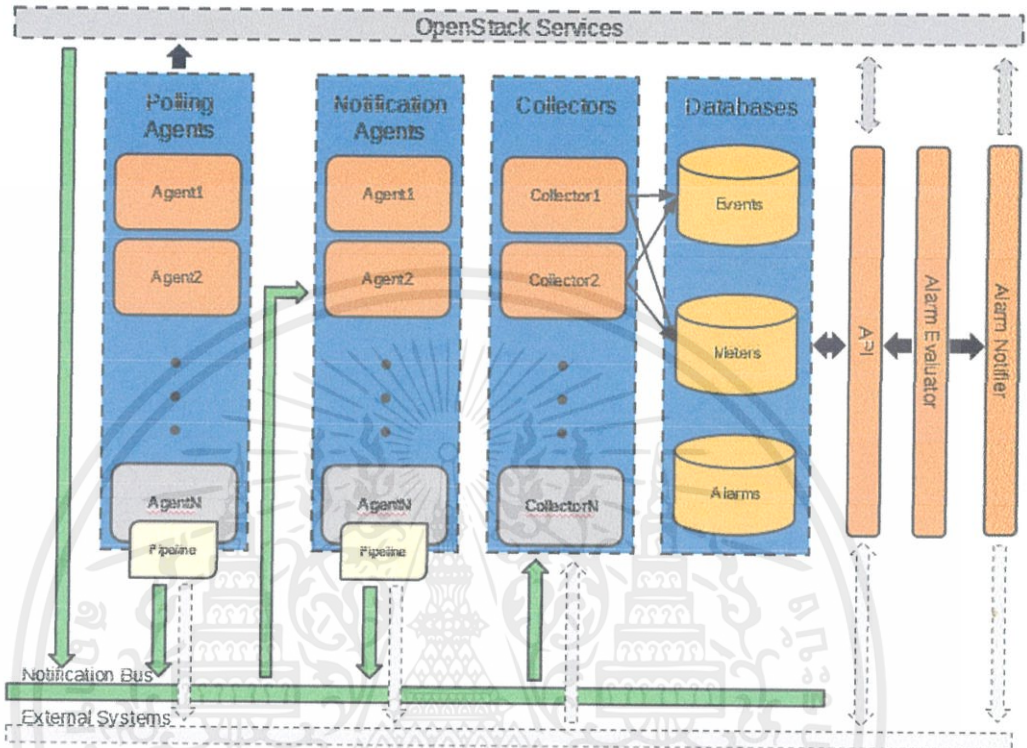 OpenStack Services
Polling
Agents
Agent1
Agent2
AgentN
Pipeline
Notification
Agents
Agent1
Agent2
AgentN
Pipeline
Collectors
Collector1
Collector2
CollectorN
Databases
Events
Meters
Alarms
API
Alarm Evaluator
Alarm Notifier
Notification Bus
External Systems